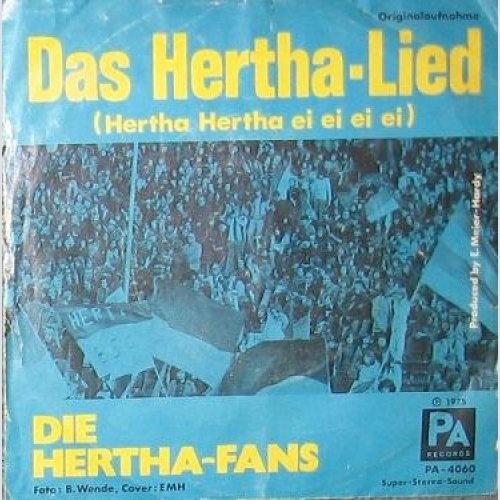 Originalaufnahme
Das Hertha-Lied
(Hertha Hertha ei ei ei ei)
Produced by E. Meier-Hardy
HERT
DIE
HERTHA-FANS
Foto: B. Wende, Cover: EMH
℗ 1975
PA
RECORDS
PA-4060
Super-Stereo-Sound